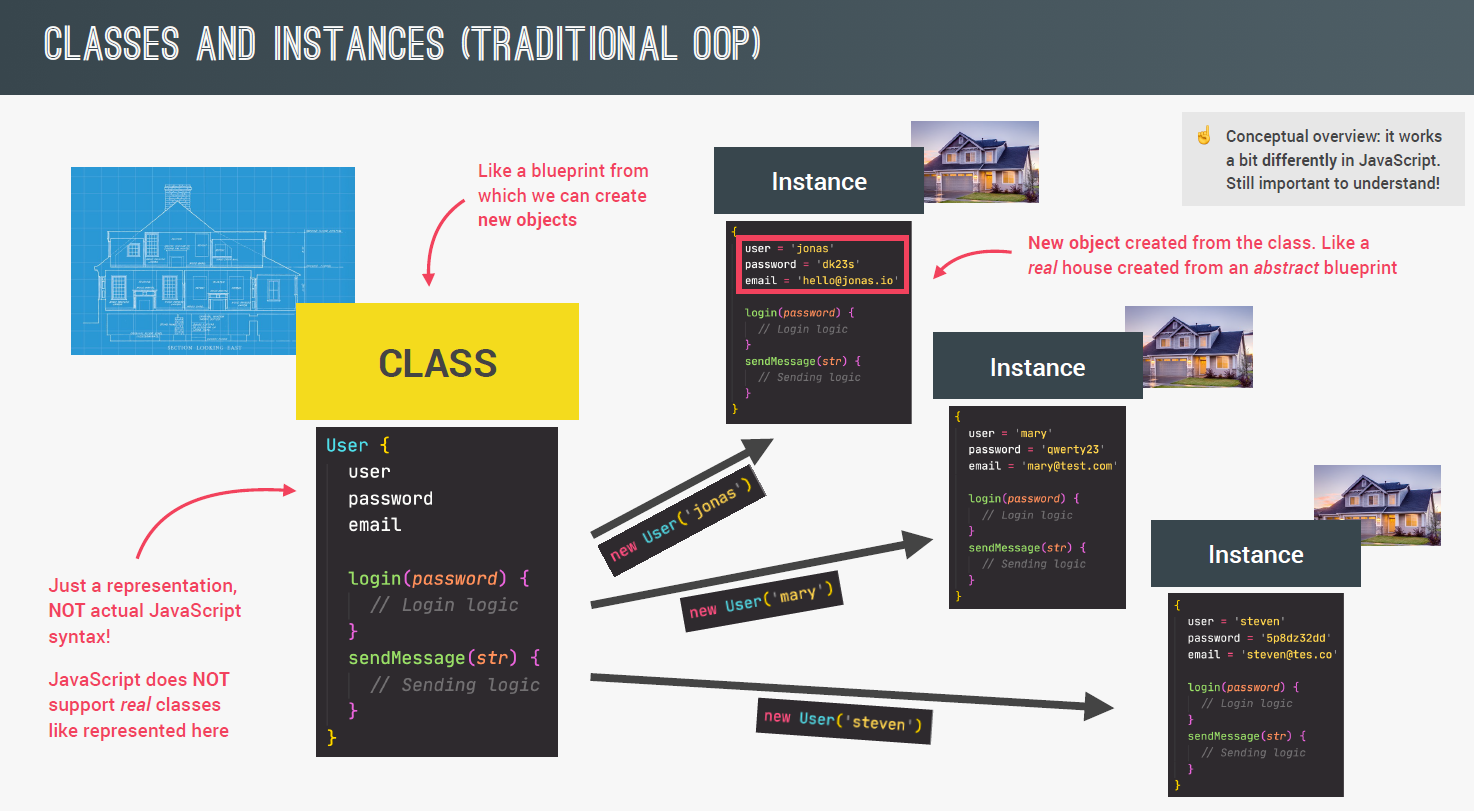 CLASSES AND INSTANCES (TRADITIONAL OOP)
☝ Conceptual overview: it works
a bit differently in JavaScript.
Still important to understand!
Like a blueprint from
which we can create
new objects
SECTION LOOKING EAST
CLASS
User {
user
password
email
login(password) {
// Login logic
}
sendMessage(str) {
// Sending logic
}
}
Just a representation,
NOT actual JavaScript
syntax!
JavaScript does NOT
support real classes
like represented here
new User('jonas')
new User('mary')
new User('steven')
Instance
{
user = 'jonas'
password = 'dk23s'
email = 'hello@jonas.io'
login(password) {
// Login logic
}
sendMessage(str) {
// Sending logic
}
}
New object created from the class. Like a
real house created from an abstract blueprint
Instance
{
user = 'mary'
password = 'qwerty23'
email = 'mary@test.com'
login(password) {
// Login logic
}
sendMessage(str) {
// Sending logic
}
}
Instance
{
user = 'steven'
password = '5p8dz32dd'
email = 'steven@tes.co'
login(password) {
// Login logic
}
sendMessage(str) {
// Sending logic
}
}